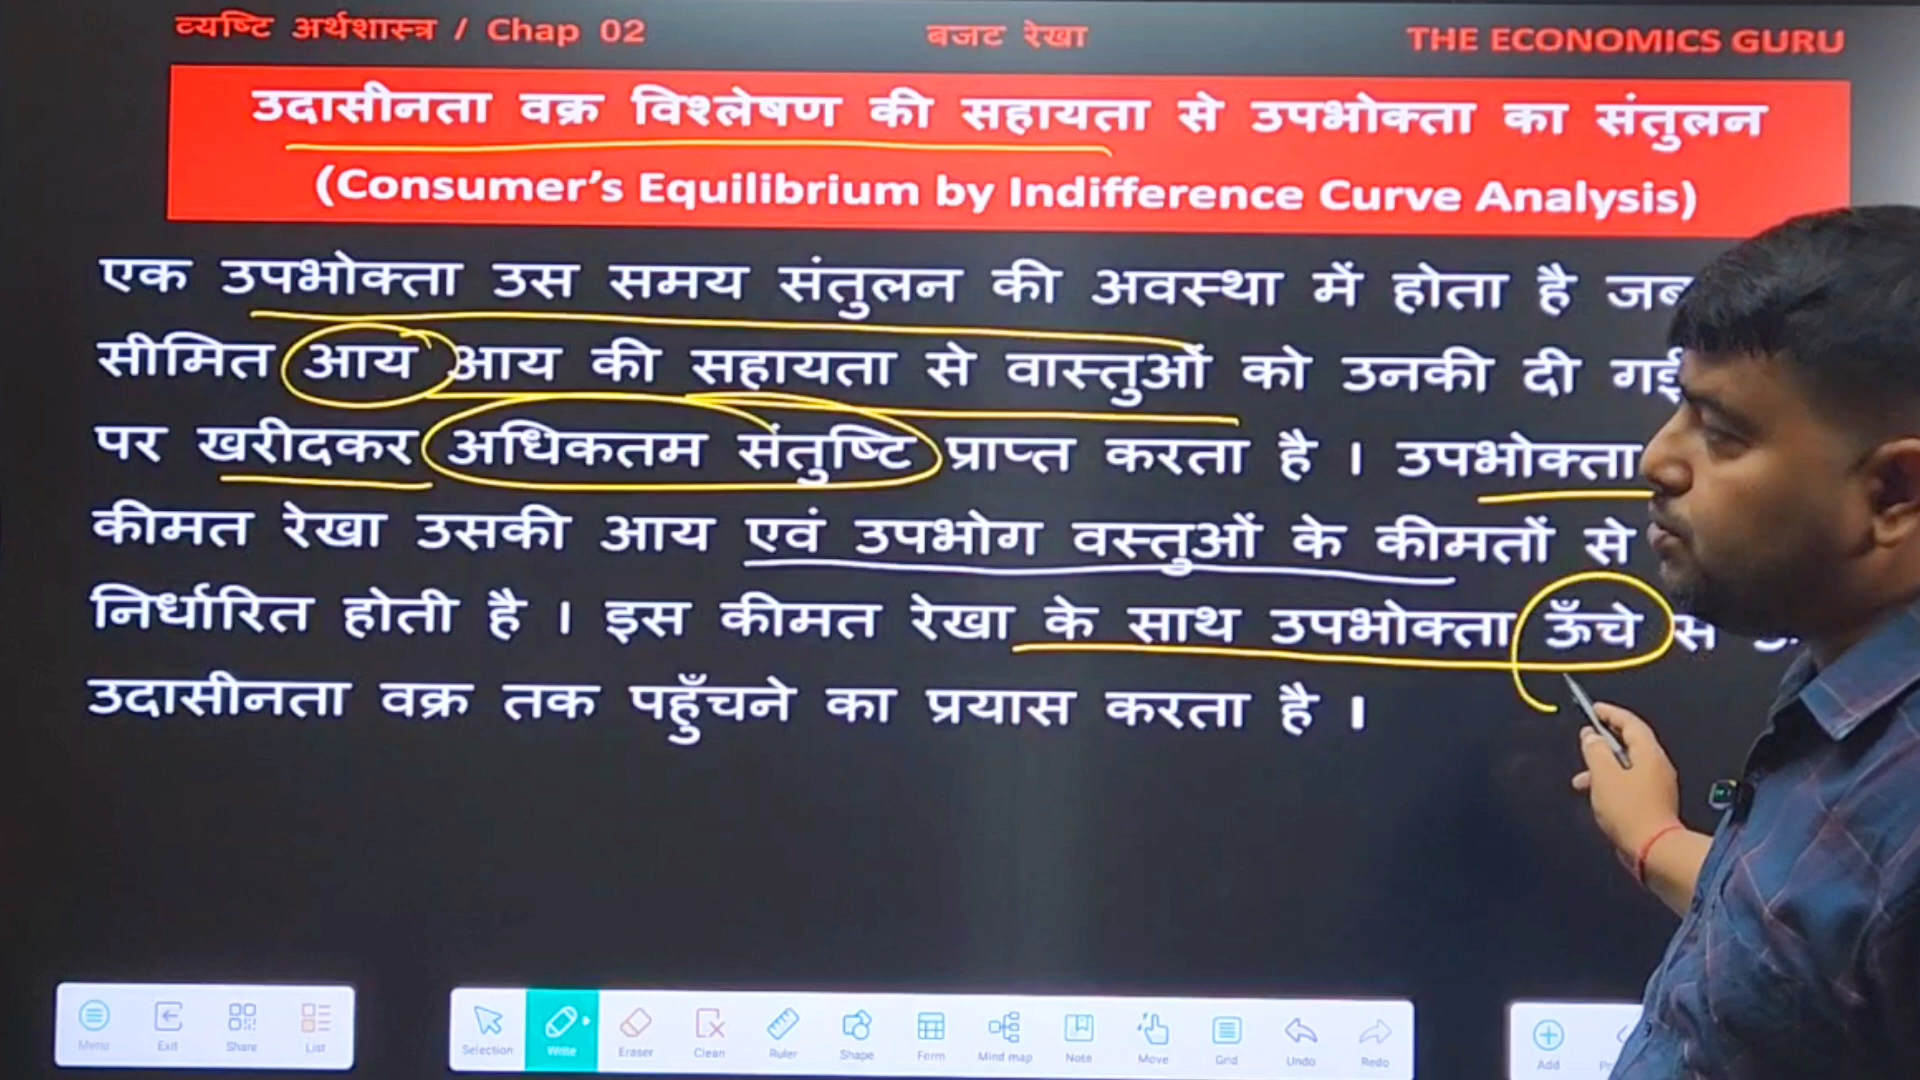 व्यष्टि अर्थशास्त्र / Chap 02 बजट रेखा THE ECONOMICS GURU
उदासीनता वक्र विश्लेषण की सहायता से उपभोक्ता का संतुलन
(Consumer’s Equilibrium by Indifference Curve Analysis)
एक उपभोक्ता उस समय संतुलन की अवस्था में होता है जब
सीमित आय आय की सहायता से वास्तुओं को उनकी दी गई
पर खरीदकर अधिकतम संतुष्टि प्राप्त करता है । उपभोक्ता
कीमत रेखा उसकी आय एवं उपभोग वस्तुओं के कीमतों से
निर्धारित होती है । इस कीमत रेखा के साथ उपभोक्ता ऊँचे से
उदासीनता वक्र तक पहुँचने का प्रयास करता है ।
Menu Exit Share List Selection Write Eraser Clean Ruler Shape Form Mind map Note Move Grid Undo Redo Add